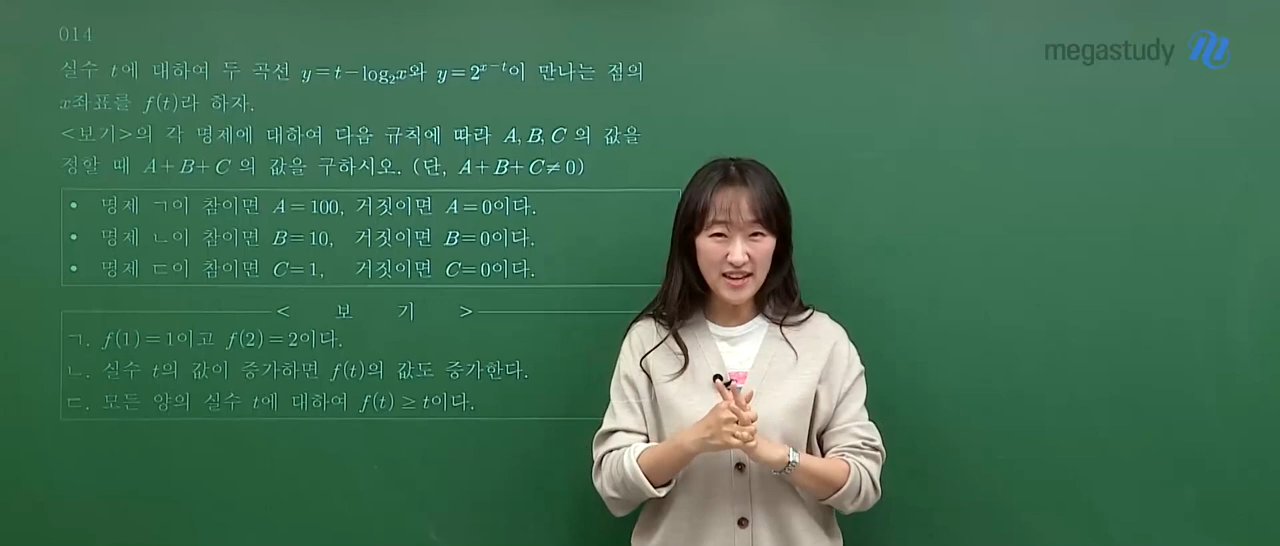 014
megastudy
실수 t에 대하여 두 곡선 y=t-log₂x와 y=2^{x-t}이 만나는 점의
x좌표를 f(t)라 하자.
<보기>의 각 명제에 대하여 다음 규칙에 따라 A, B, C 의 값을
정할 때 A+B+C 의 값을 구하시오. (단, A+B+C≠0)
• 명제 ㄱ이 참이면 A=100, 거짓이면 A=0이다.
• 명제 ㄴ이 참이면 B=10, 거짓이면 B=0이다.
• 명제 ㄷ이 참이면 C=1, 거짓이면 C=0이다.
< 보 기 >
ㄱ. f(1)=1이고 f(2)=2이다.
ㄴ. 실수 t의 값이 증가하면 f(t)의 값도 증가한다.
ㄷ. 모든 양의 실수 t에 대하여 f(t) ≥ t이다.